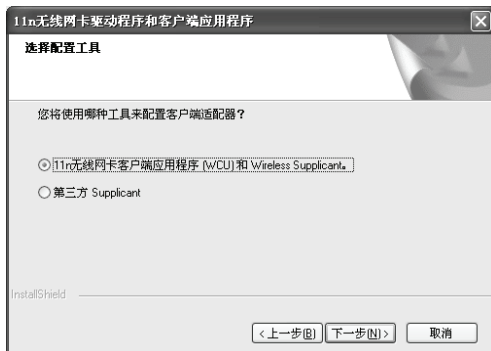 11n无线网卡驱动程序和客户端应用程序
选择配置工具
您将使用哪种工具来配置客户端适配器？
11n无线网卡客户端应用程序 (WCU) 和 Wireless Supplicant。
第三方 Supplicant
InstallShield
<上一步(B) 下一步(N)> 取消